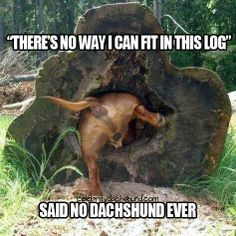 "THERE'S NO WAY I CAN FIT IN THIS LOG"
SAID NO DACHSHUND EVER